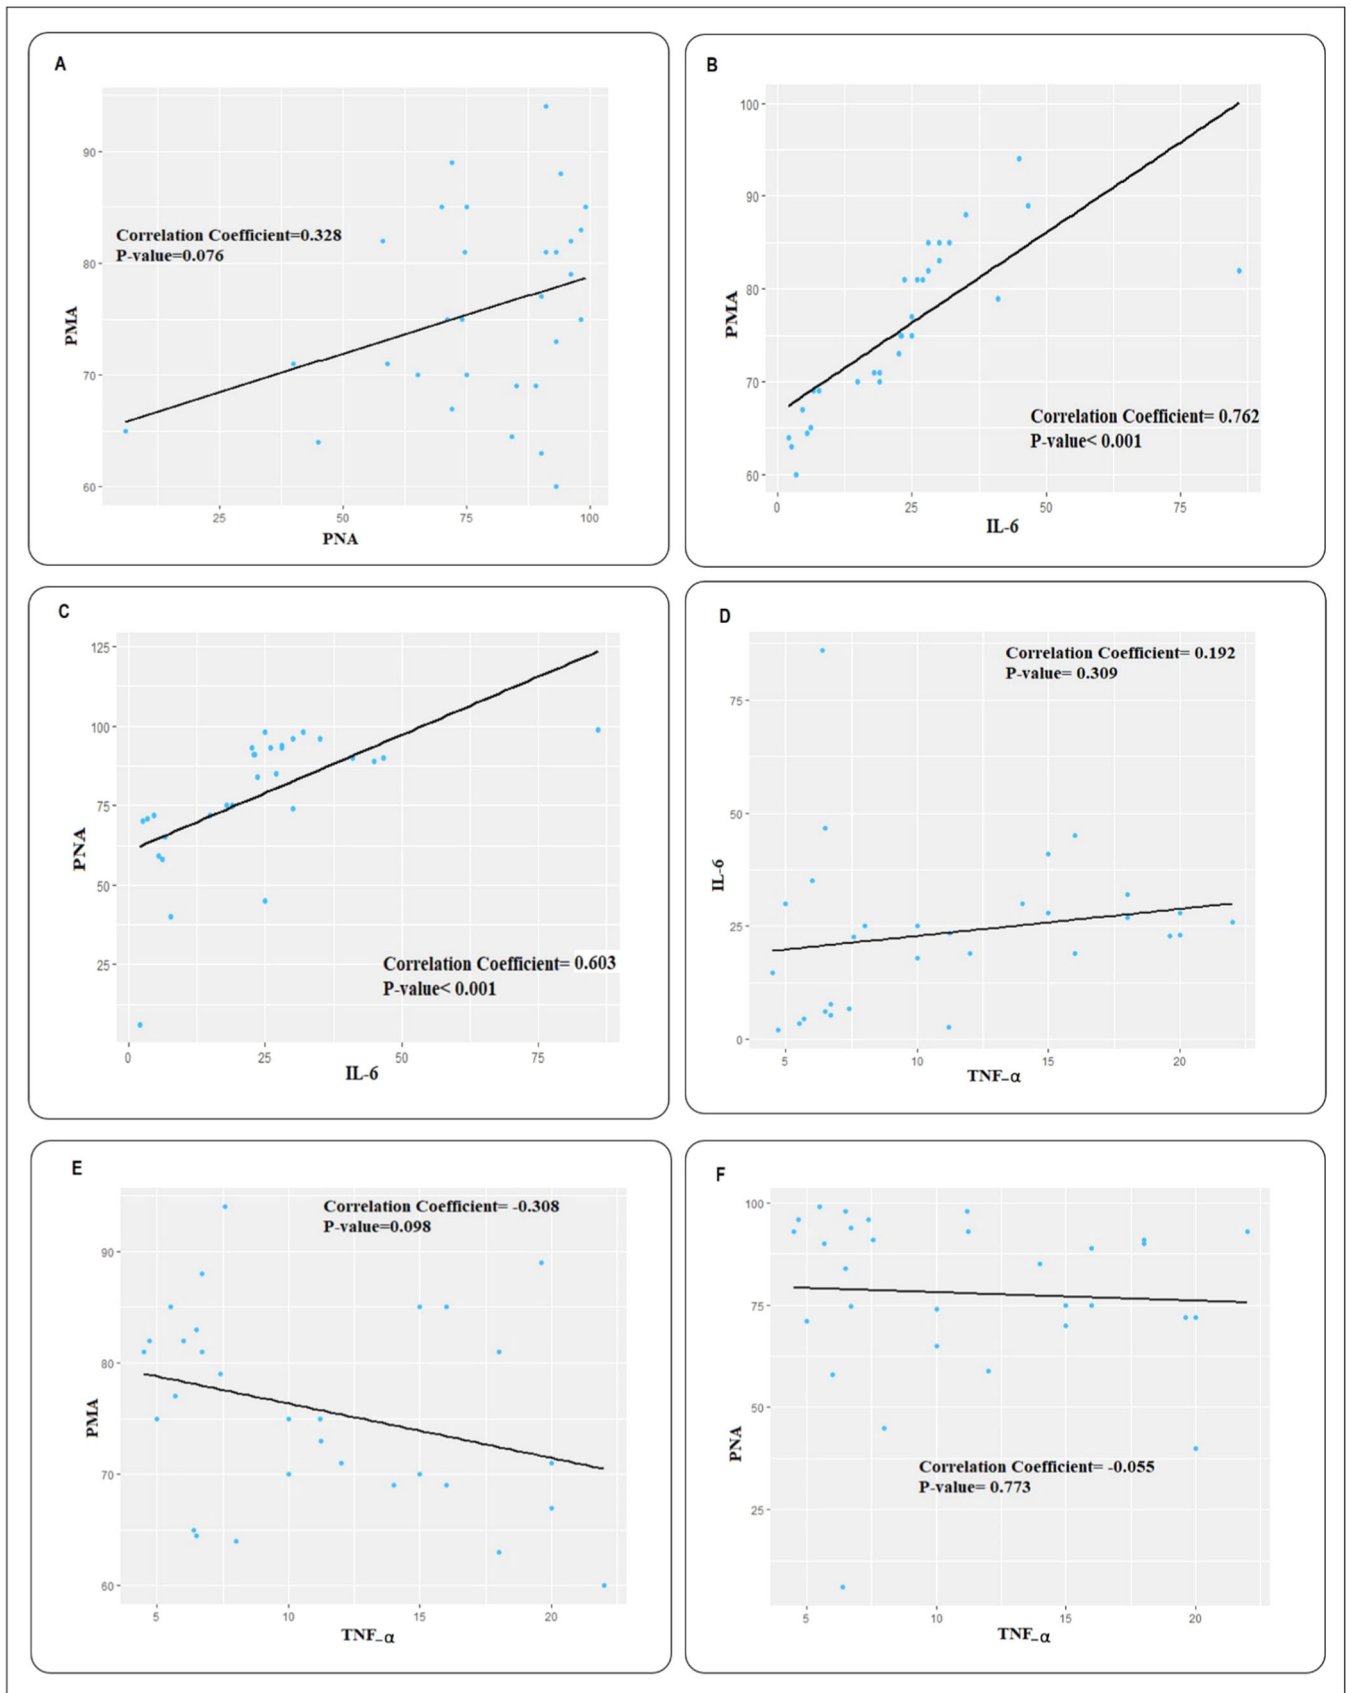 A
90
80
70
60
Correlation Coefficient=0.328
P-value=0.076
PMA
25 50 75 100
PNA
B
100
90
80
70
60
PMA
Correlation Coefficient= 0.762
P-value< 0.001
0 25 50 75
IL-6
C
125
100
75
50
25
PNA
Correlation Coefficient= 0.603
P-value< 0.001
0 25 50 75
IL-6
D
Correlation Coefficient= 0.192
P-value= 0.309
75
50
25
0
IL-6
5 10 15 20
TNF-α
E
Correlation Coefficient= -0.308
P-value=0.098
90
80
70
60
PMA
5 10 15 20
TNF-α
F
100
75
50
25
PNA
Correlation Coefficient= -0.055
P-value= 0.773
5 10 15 20
TNF-α